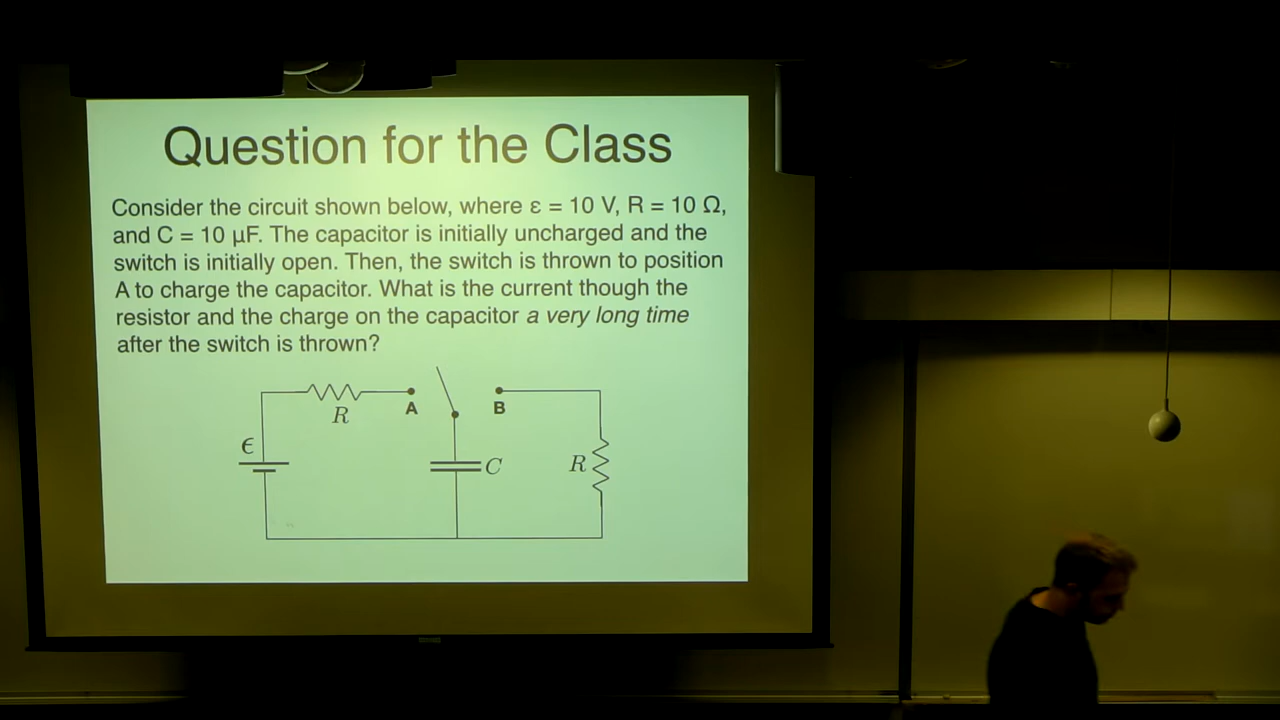 Question for the Class
Consider the circuit shown below, where ε = 10 V, R = 10 Ω,
and C = 10 µF. The capacitor is initially uncharged and the
switch is initially open. Then, the switch is thrown to position
A to charge the capacitor. What is the current though the
resistor and the charge on the capacitor a very long time
after the switch is thrown?
R
A
B
ϵ
C
R